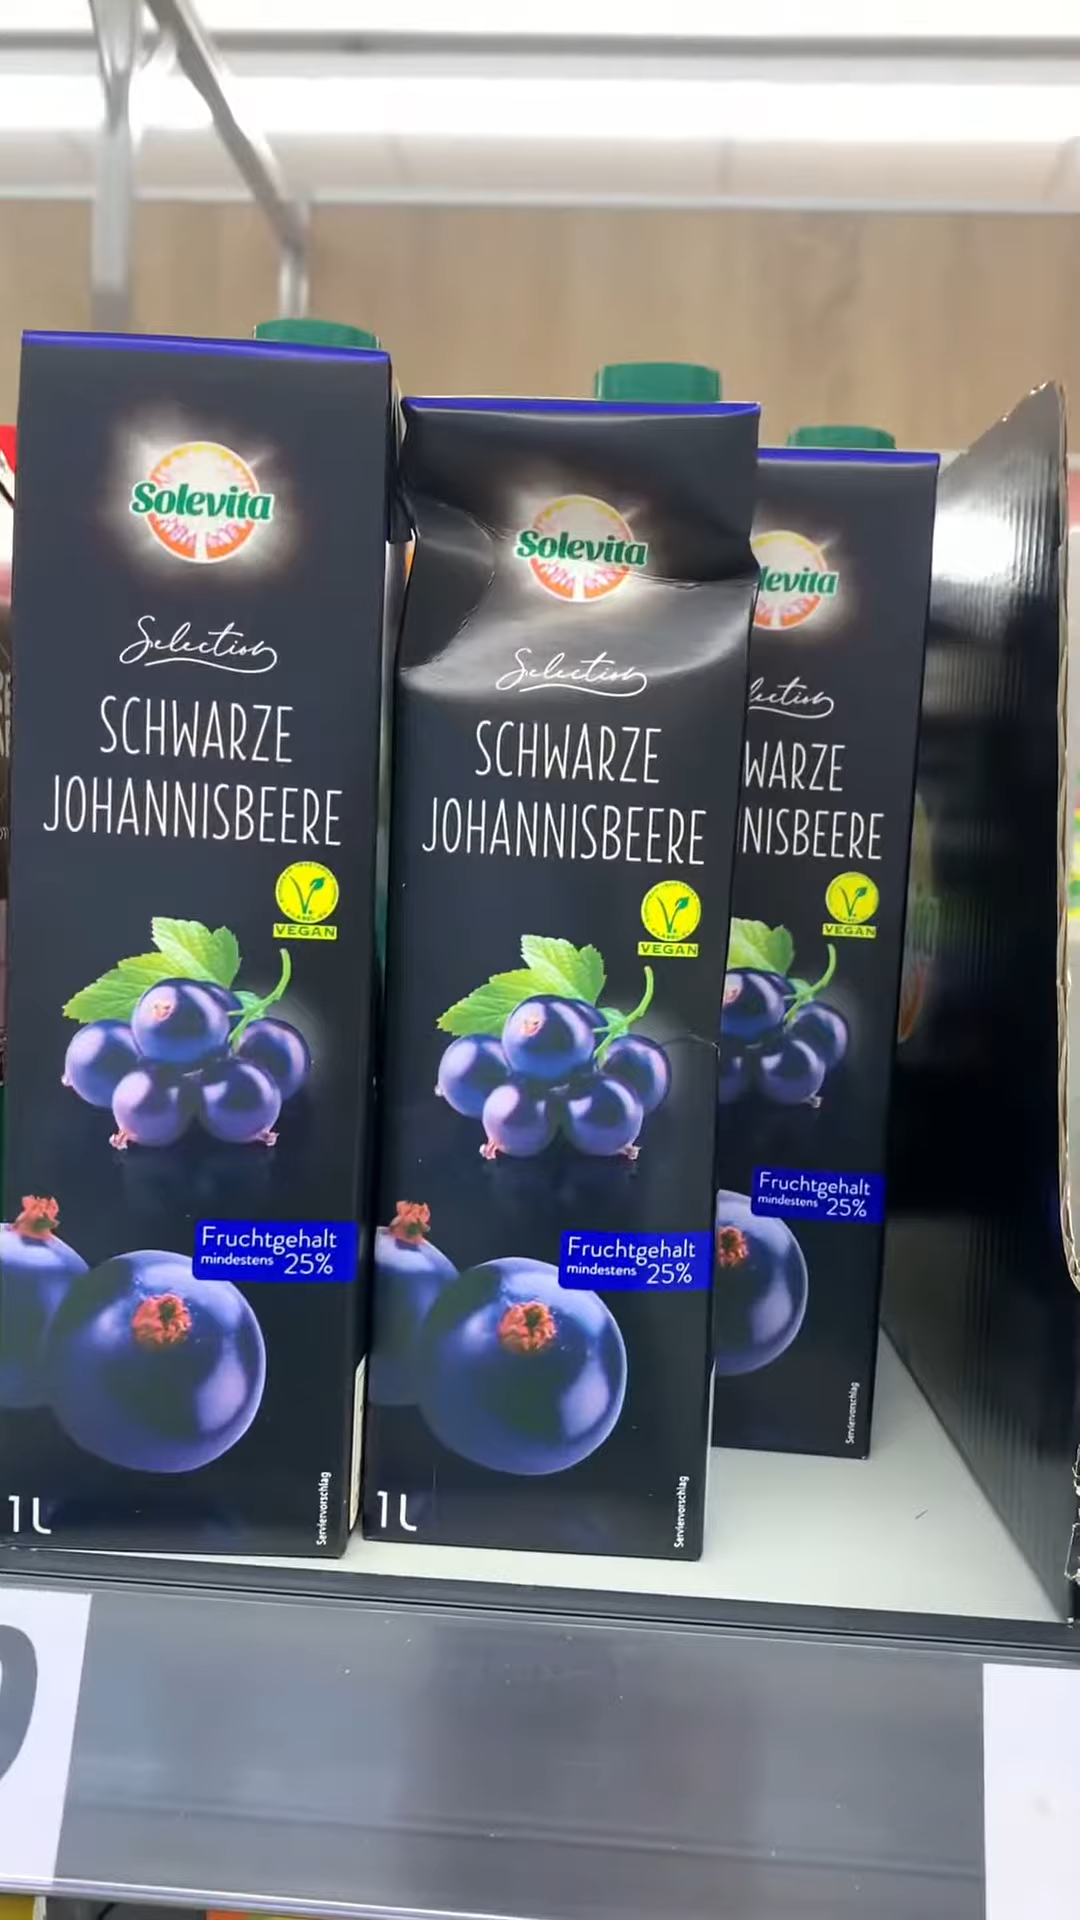 Solevita
Selection
SCHWARZE
JOHANNISBEERE
VEGAN
Fruchtgehalt
mindestens 25%
1L
Serviervorschlag
Solevita
Selection
SCHWARZE
JOHANNISBEERE
VEGAN
Fruchtgehalt
mindestens 25%
1L
Serviervorschlag
levita
lection
WARZE
NISBEERE
VEGAN
Fruchtgehalt
mindestens 25%
Serviervorschlag